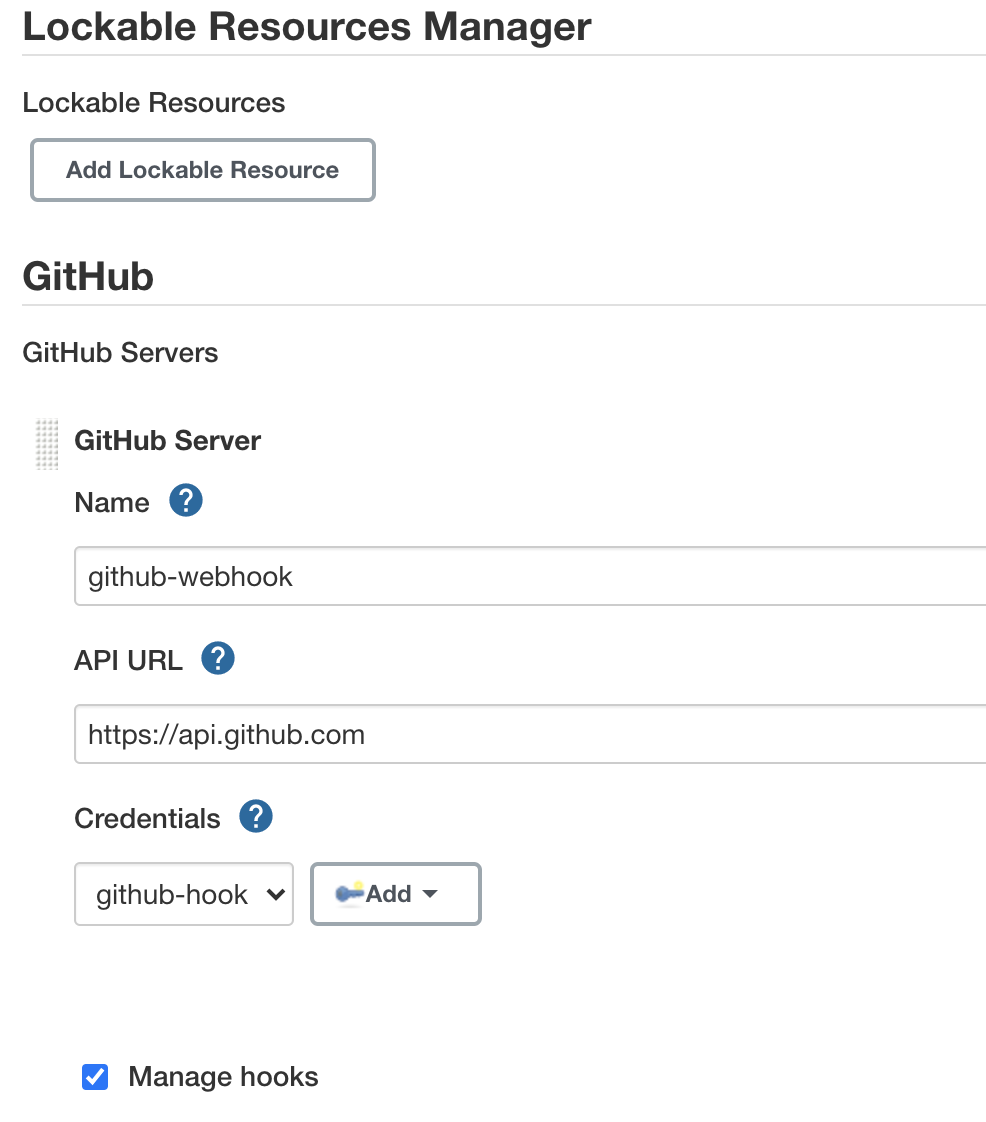 Lockable Resources Manager
Lockable Resources
Add Lockable Resource
GitHub
GitHub Servers
GitHub Server
Name ?
github-webhook
API URL ?
https://api.github.com
Credentials ?
github-hook Add
Manage hooks